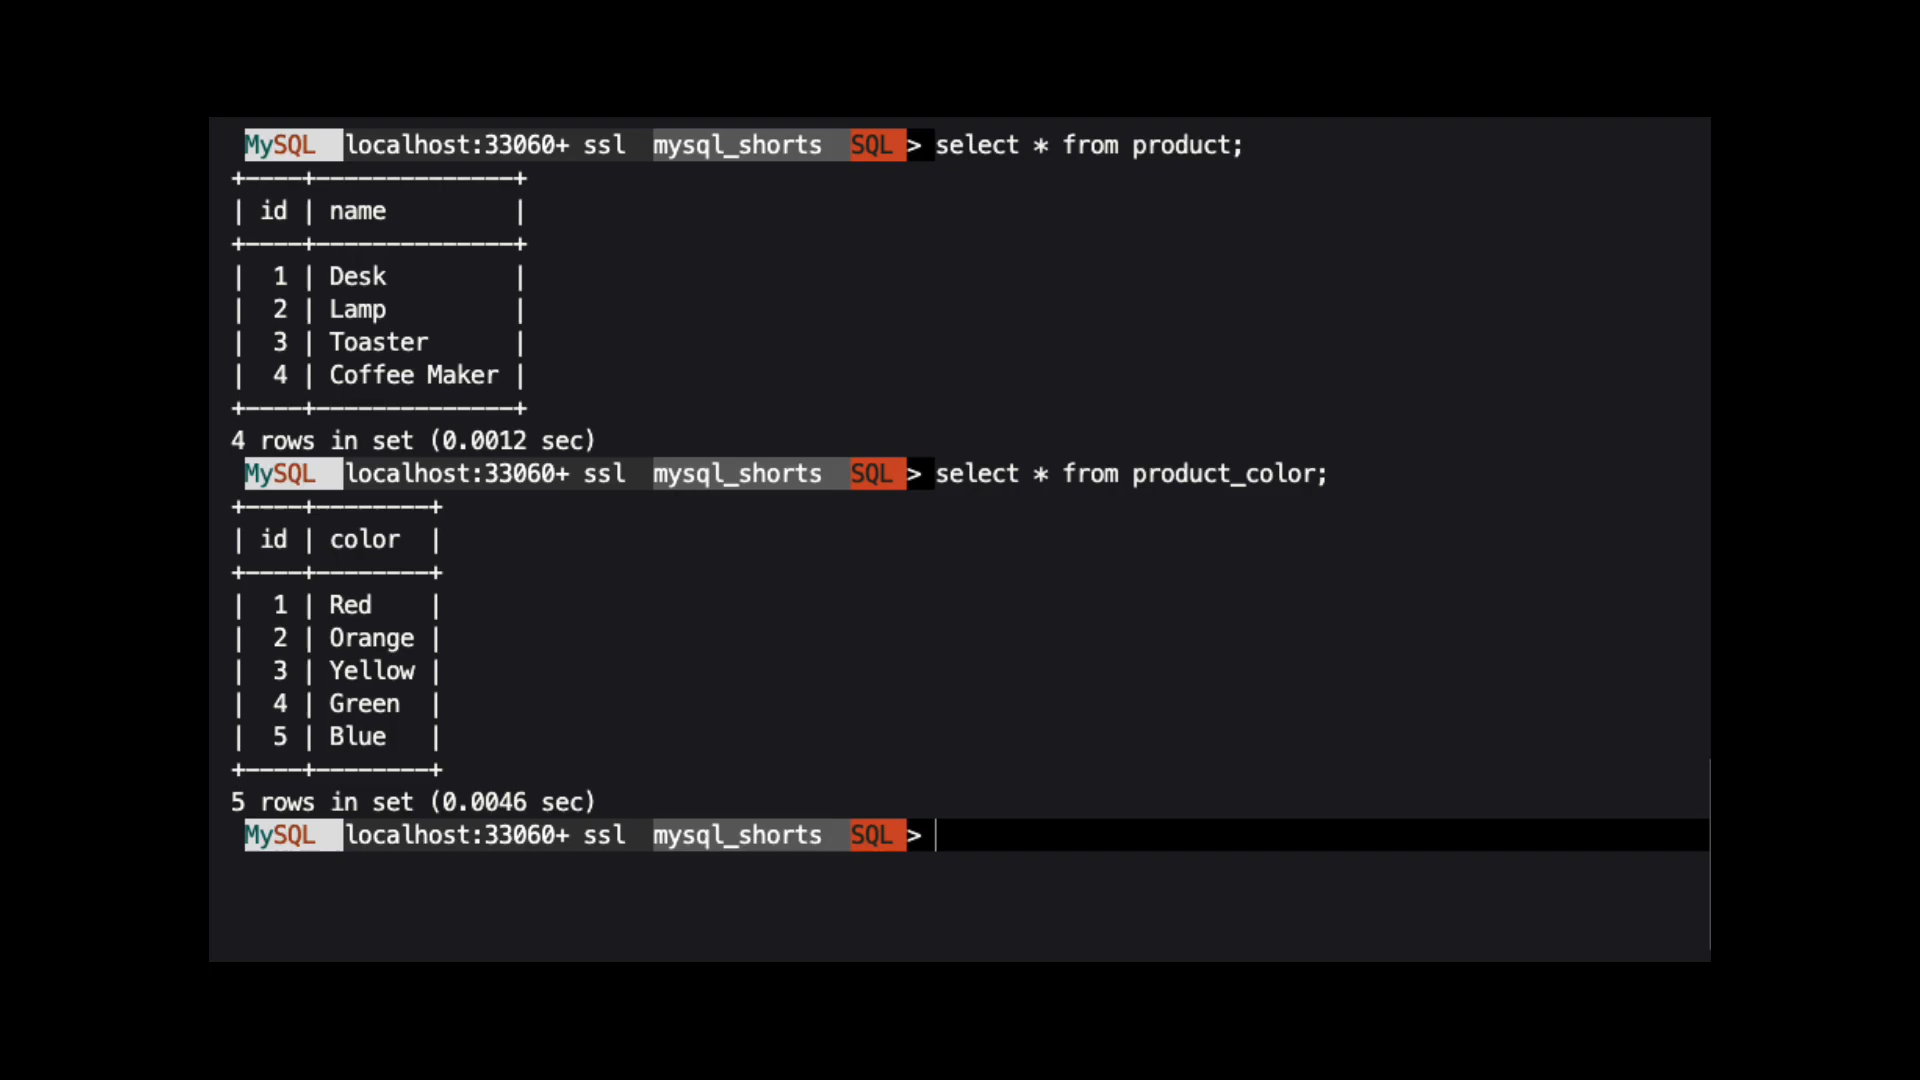 MySQL localhost:33060+ ssl mysql_shorts SQL > select * from product;
+----+--------------+
| id | name         |
+----+--------------+
|  1 | Desk         |
|  2 | Lamp         |
|  3 | Toaster      |
|  4 | Coffee Maker |
+----+--------------+
4 rows in set (0.0012 sec)
MySQL localhost:33060+ ssl mysql_shorts SQL > select * from product_color;
+----+--------+
| id | color  |
+----+--------+
|  1 | Red    |
|  2 | Orange |
|  3 | Yellow |
|  4 | Green  |
|  5 | Blue   |
+----+--------+
5 rows in set (0.0046 sec)
MySQL localhost:33060+ ssl mysql_shorts SQL >